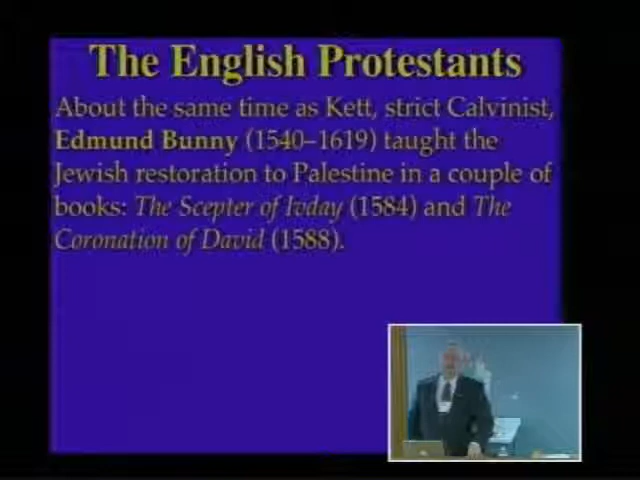 The English Protestants
About the same time as Kett, strict Calvinist,
Edmund Bunny (1540–1619) taught the
Jewish restoration to Palestine in a couple of
books: The Scepter of Ivday (1584) and The
Coronation of David (1588).